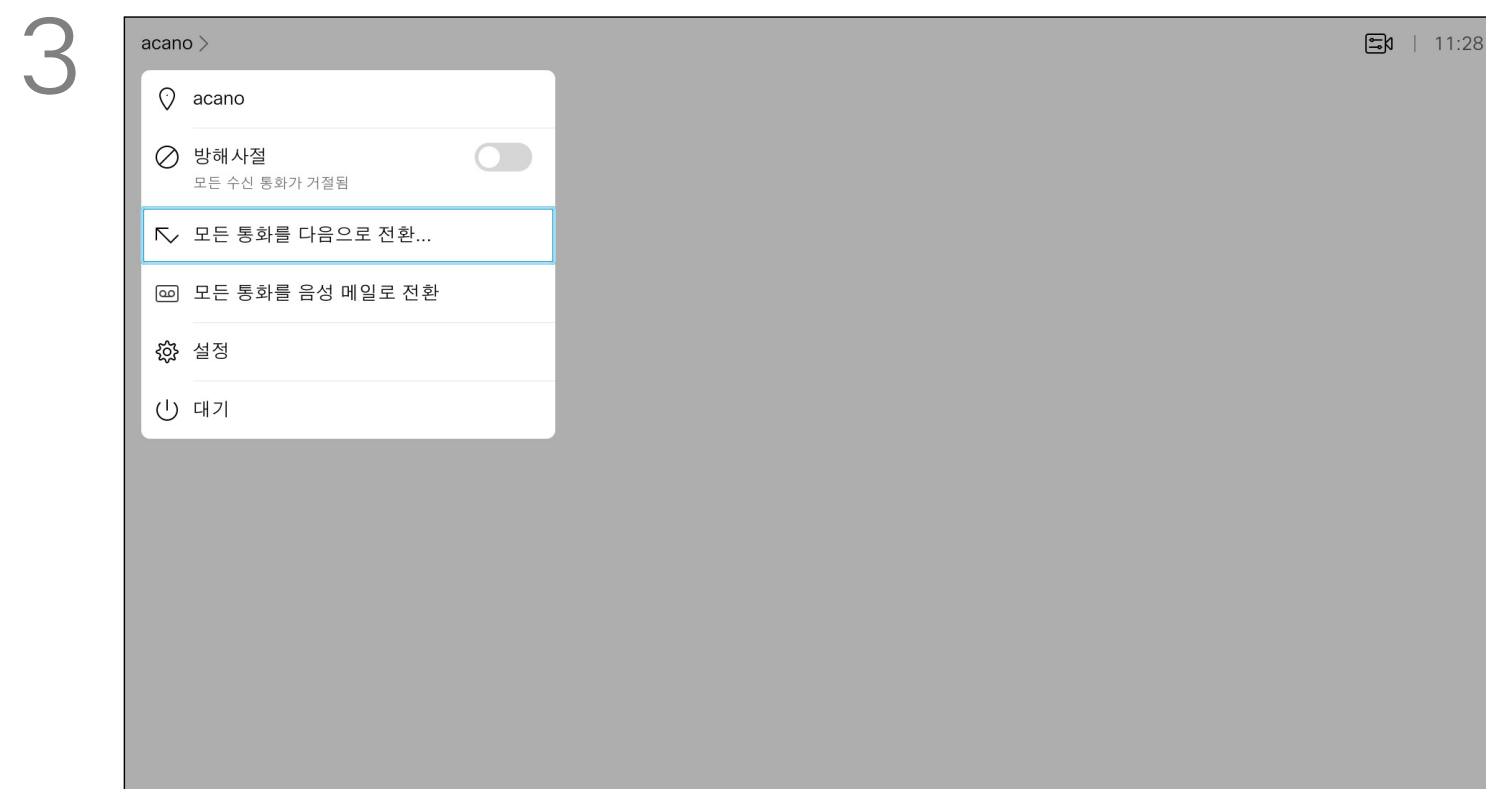 3
acano >
11:28
acano
방해사절
모든 수신 통화가 거절됨
모든 통화를 다음으로 전환...
모든 통화를 음성 메일로 전환
설정
대기